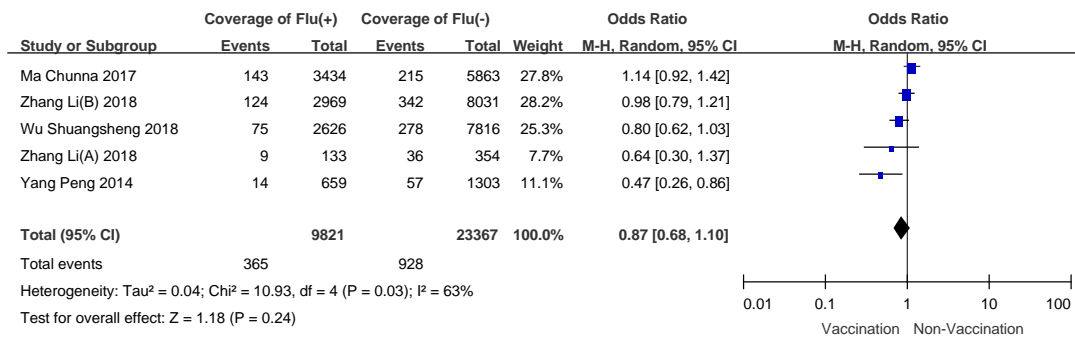 Coverage of Flu(+) Coverage of Flu(-) Odds Ratio Odds Ratio
Study or Subgroup Events Total Events Total Weight M-H, Random, 95% CI M-H, Random, 95% CI
Ma Chunna 2017 143 3434 215 5863 27.8% 1.14 [0.92, 1.42]
Zhang Li(B) 2018 124 2969 342 8031 28.2% 0.98 [0.79, 1.21]
Wu Shuangsheng 2018 75 2626 278 7816 25.3% 0.80 [0.62, 1.03]
Zhang Li(A) 2018 9 133 36 354 7.7% 0.64 [0.30, 1.37]
Yang Peng 2014 14 659 57 1303 11.1% 0.47 [0.26, 0.86]
Total (95% CI) 9821 23367 100.0% 0.87 [0.68, 1.10]
Total events 365 928
Heterogeneity: Tau² = 0.04; Chi² = 10.93, df = 4 (P = 0.03); I² = 63%
Test for overall effect: Z = 1.18 (P = 0.24)
0.01 0.1 1 10 100
Vaccination Non-Vaccination